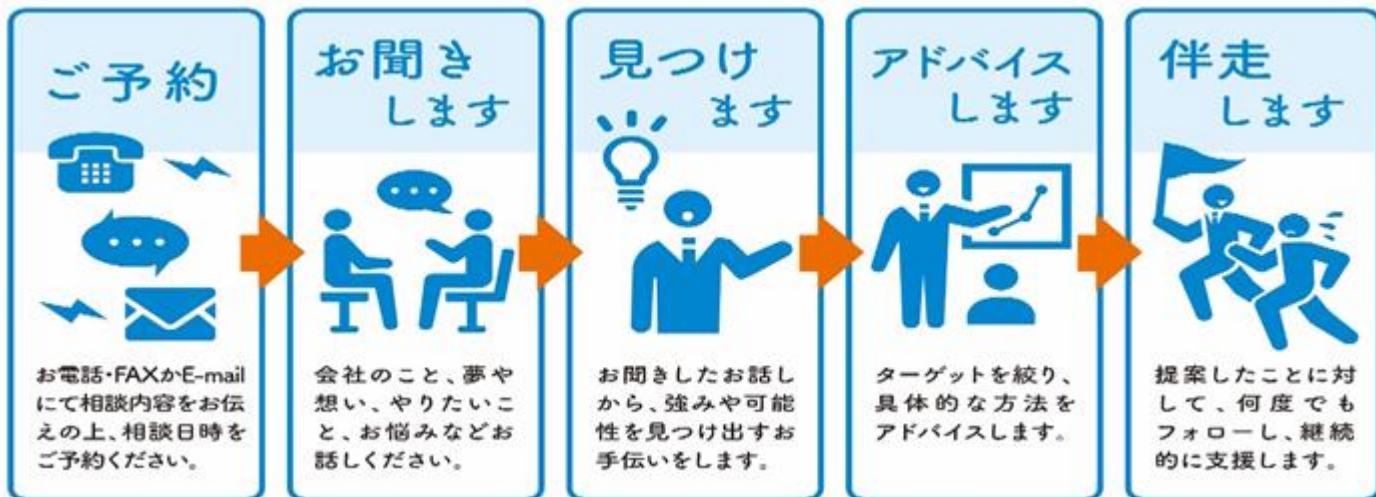 ご予約
お電話・FAXかE-mail
にて相談内容をお伝
えの上、相談日時を
ご予約ください。
お聞き
します
会社のこと、夢や
想い、やりたいこ
と、お悩みなどお
話しください。
見つけ
ます
お聞きしたお話し
から、強みや可能
性を見つけ出すお
手伝いをします。
アドバイス
します
ターゲットを絞り、
具体的な方法を
アドバイスします。
伴走
します
提案したことに対
して、何度でも
フォローし、継続
的に支援します。